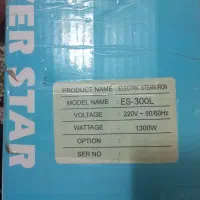 VER STAR
PRODUCT NAME : ELECTRIC STEAM IRON
MODEL NAME : ES-300L
VOLTAGE : 220V ~ 50/60Hz
WATTAGE : 1300W
OPTION :
SER NO :